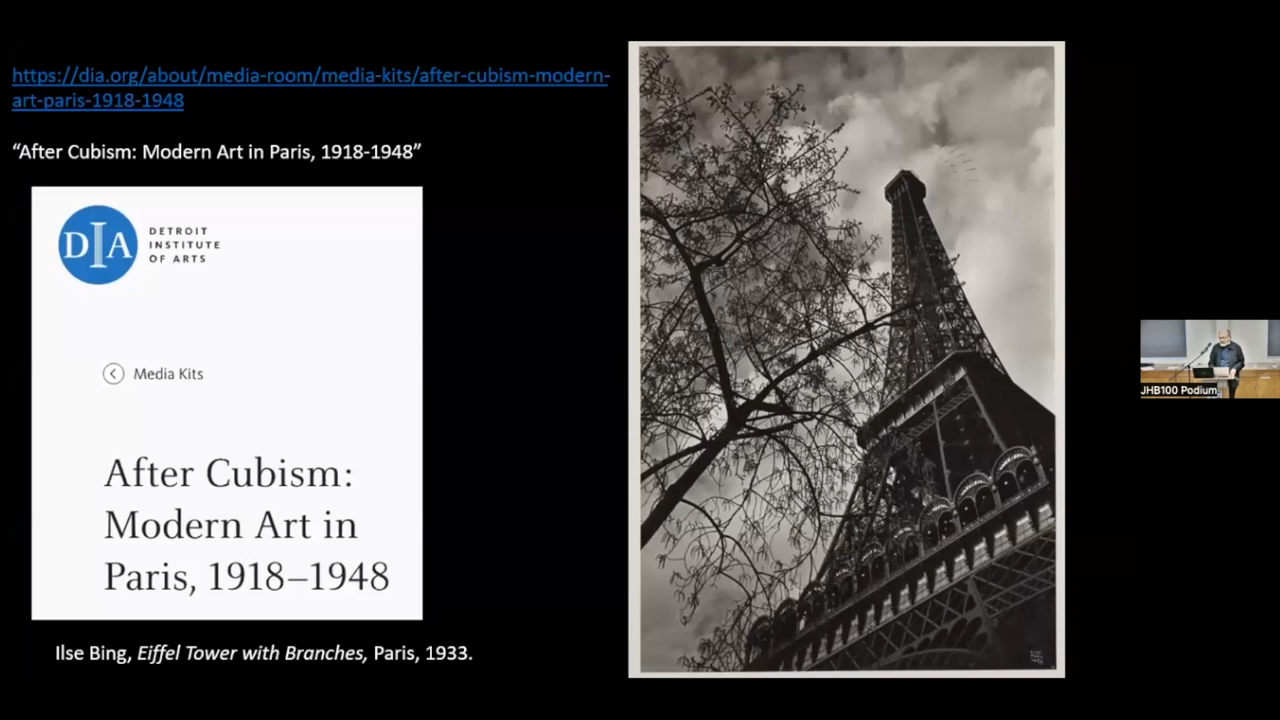 https://dia.org/about/media-room/media-kits/after-cubism-modern-
art-paris-1918-1948
“After Cubism: Modern Art in Paris, 1918-1948”
DIA
DETROIT
INSTITUTE
OF ARTS
Media Kits
After Cubism:
Modern Art in
Paris, 1918–1948
Ilse Bing, Eiffel Tower with Branches, Paris, 1933.
JHB100 Podium